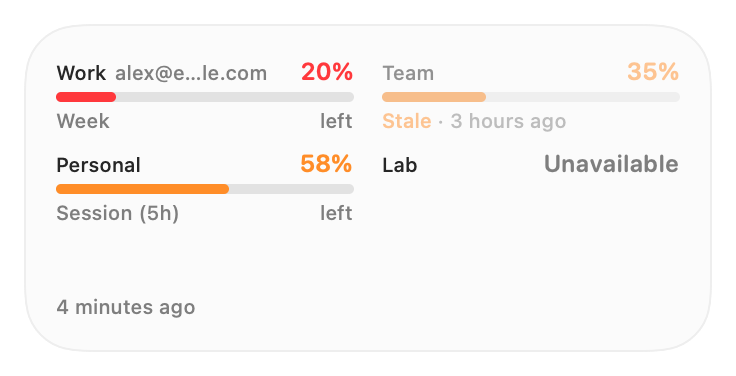 Work alex@e...le.com 20%
Week left
Personal 58%
Session (5h) left
Team 35%
Stale · 3 hours ago
Lab Unavailable
4 minutes ago